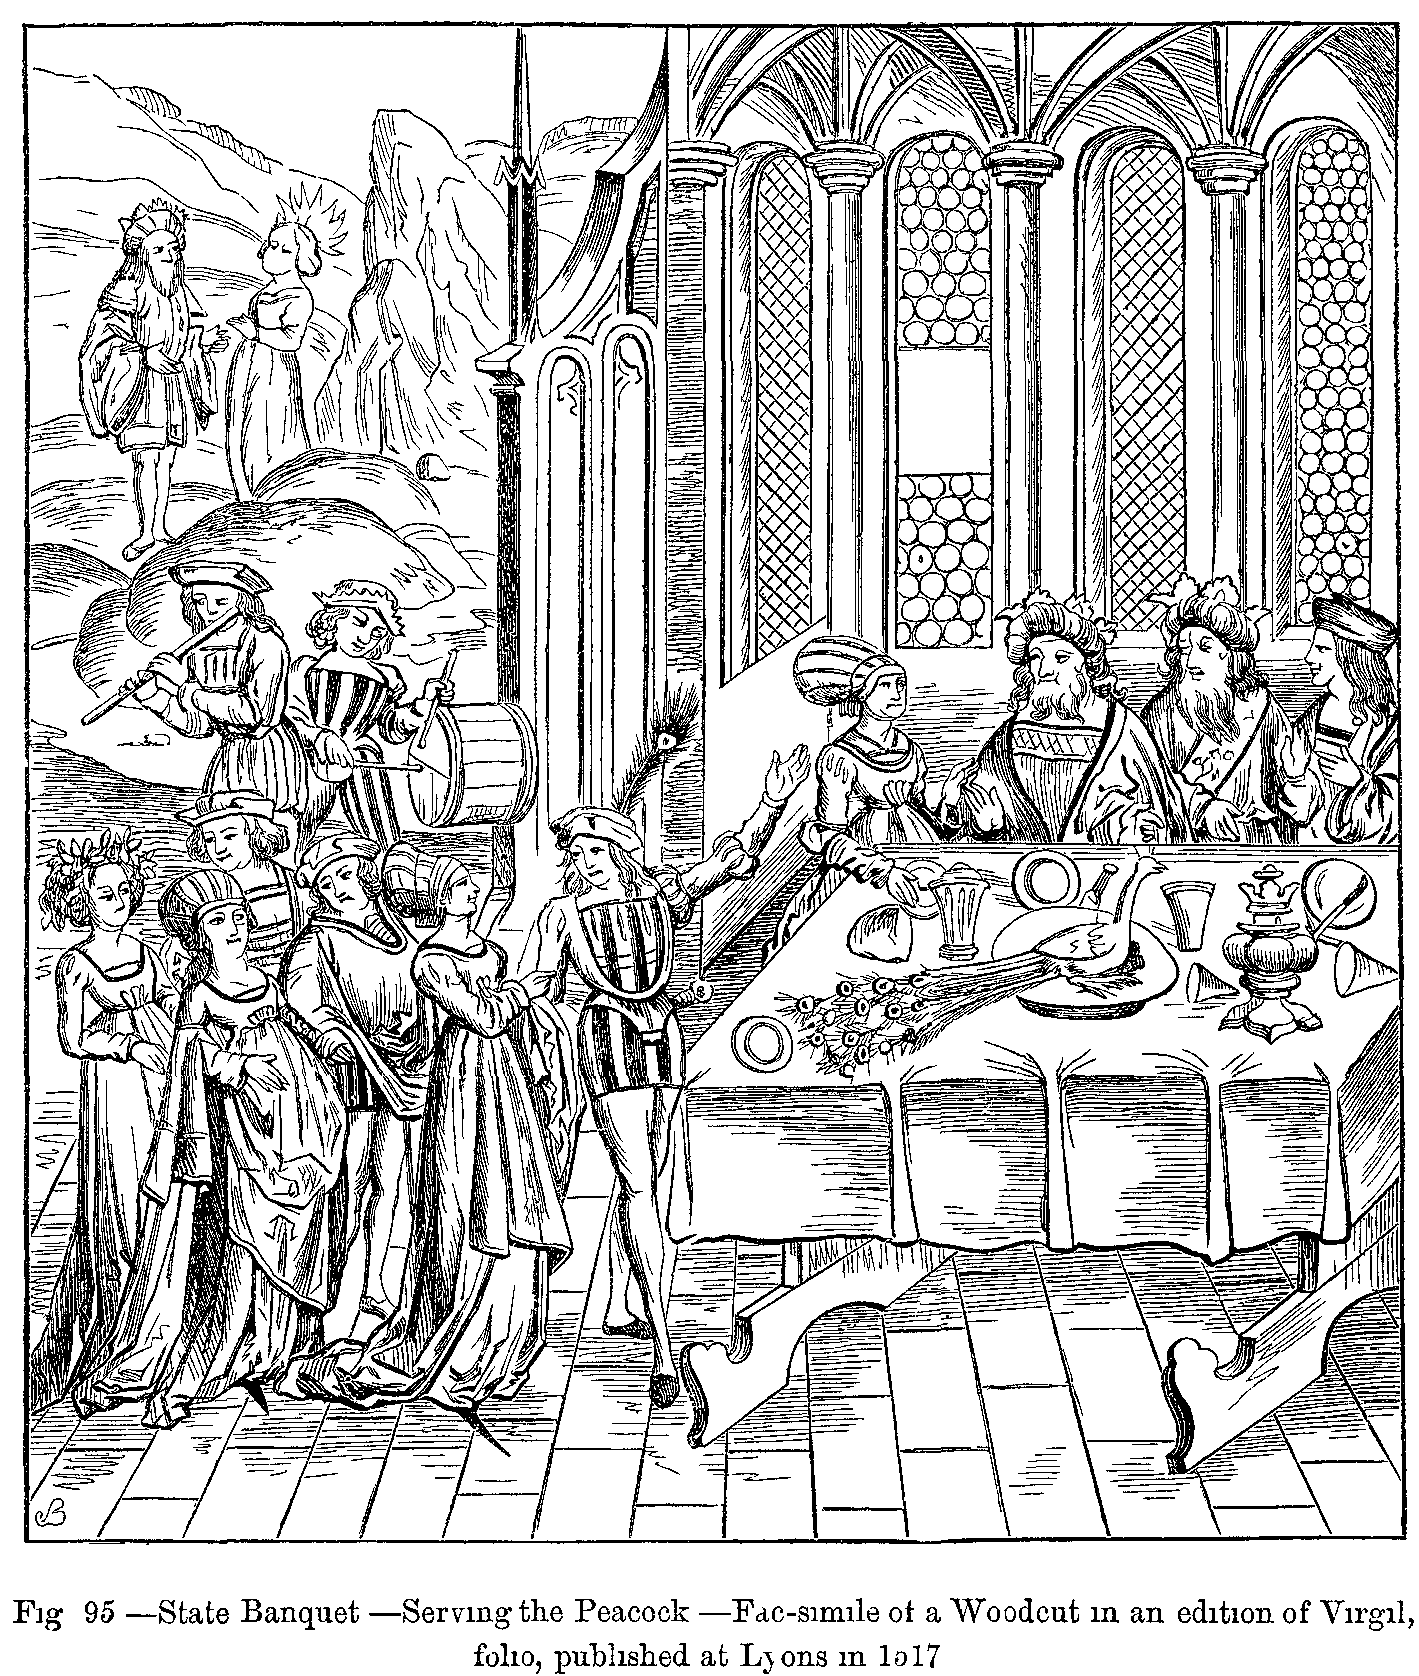 JB
Fig 95 —State Banquet —Serving the Peacock —Fac-simile of a Woodcut in an edition of Virgil,
folio, published at Lyons in 1517